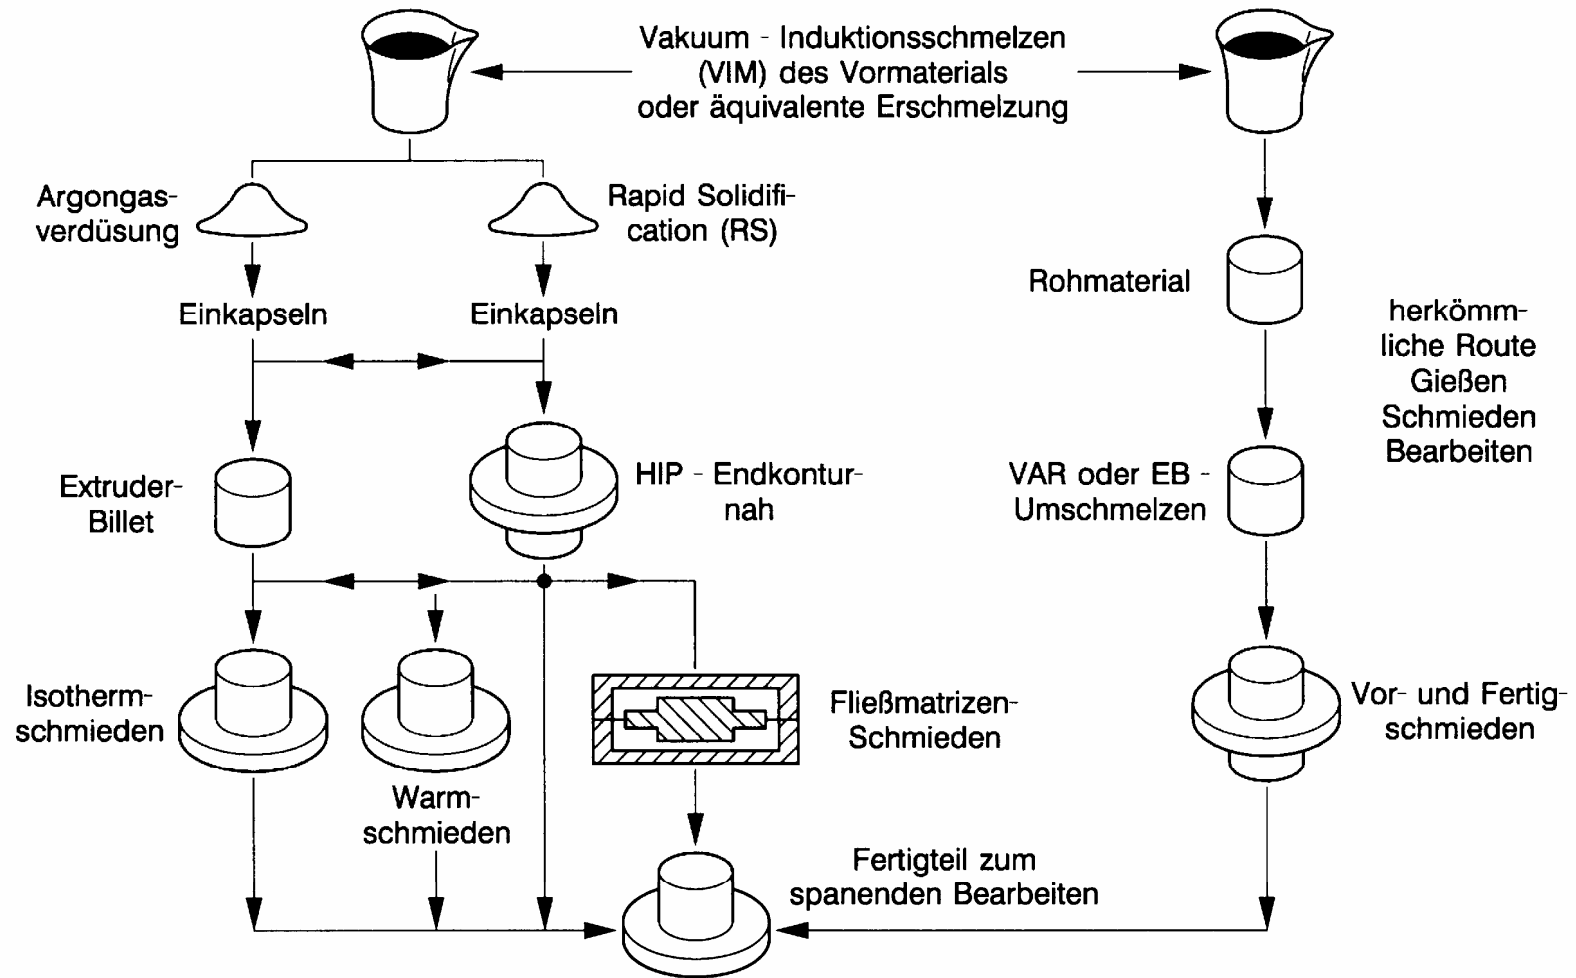 Vakuum - Induktionsschmelzen
(VIM) des Vormaterials
oder äquivalente Erschmelzung
Argongas-
verdüsung
Rapid Solidifi-
cation (RS)
Einkapseln
Einkapseln
Rohmaterial
herkömm-
liche Route
Gießen
Schmieden
Bearbeiten
Extruder-
Billet
HIP - Endkontur-
nah
VAR oder EB -
Umschmelzen
Isotherm-
schmieden
Warm-
schmieden
Fließmatrizen-
Schmieden
Vor- und Fertig-
schmieden
Fertigteil zum
spanenden Bearbeiten